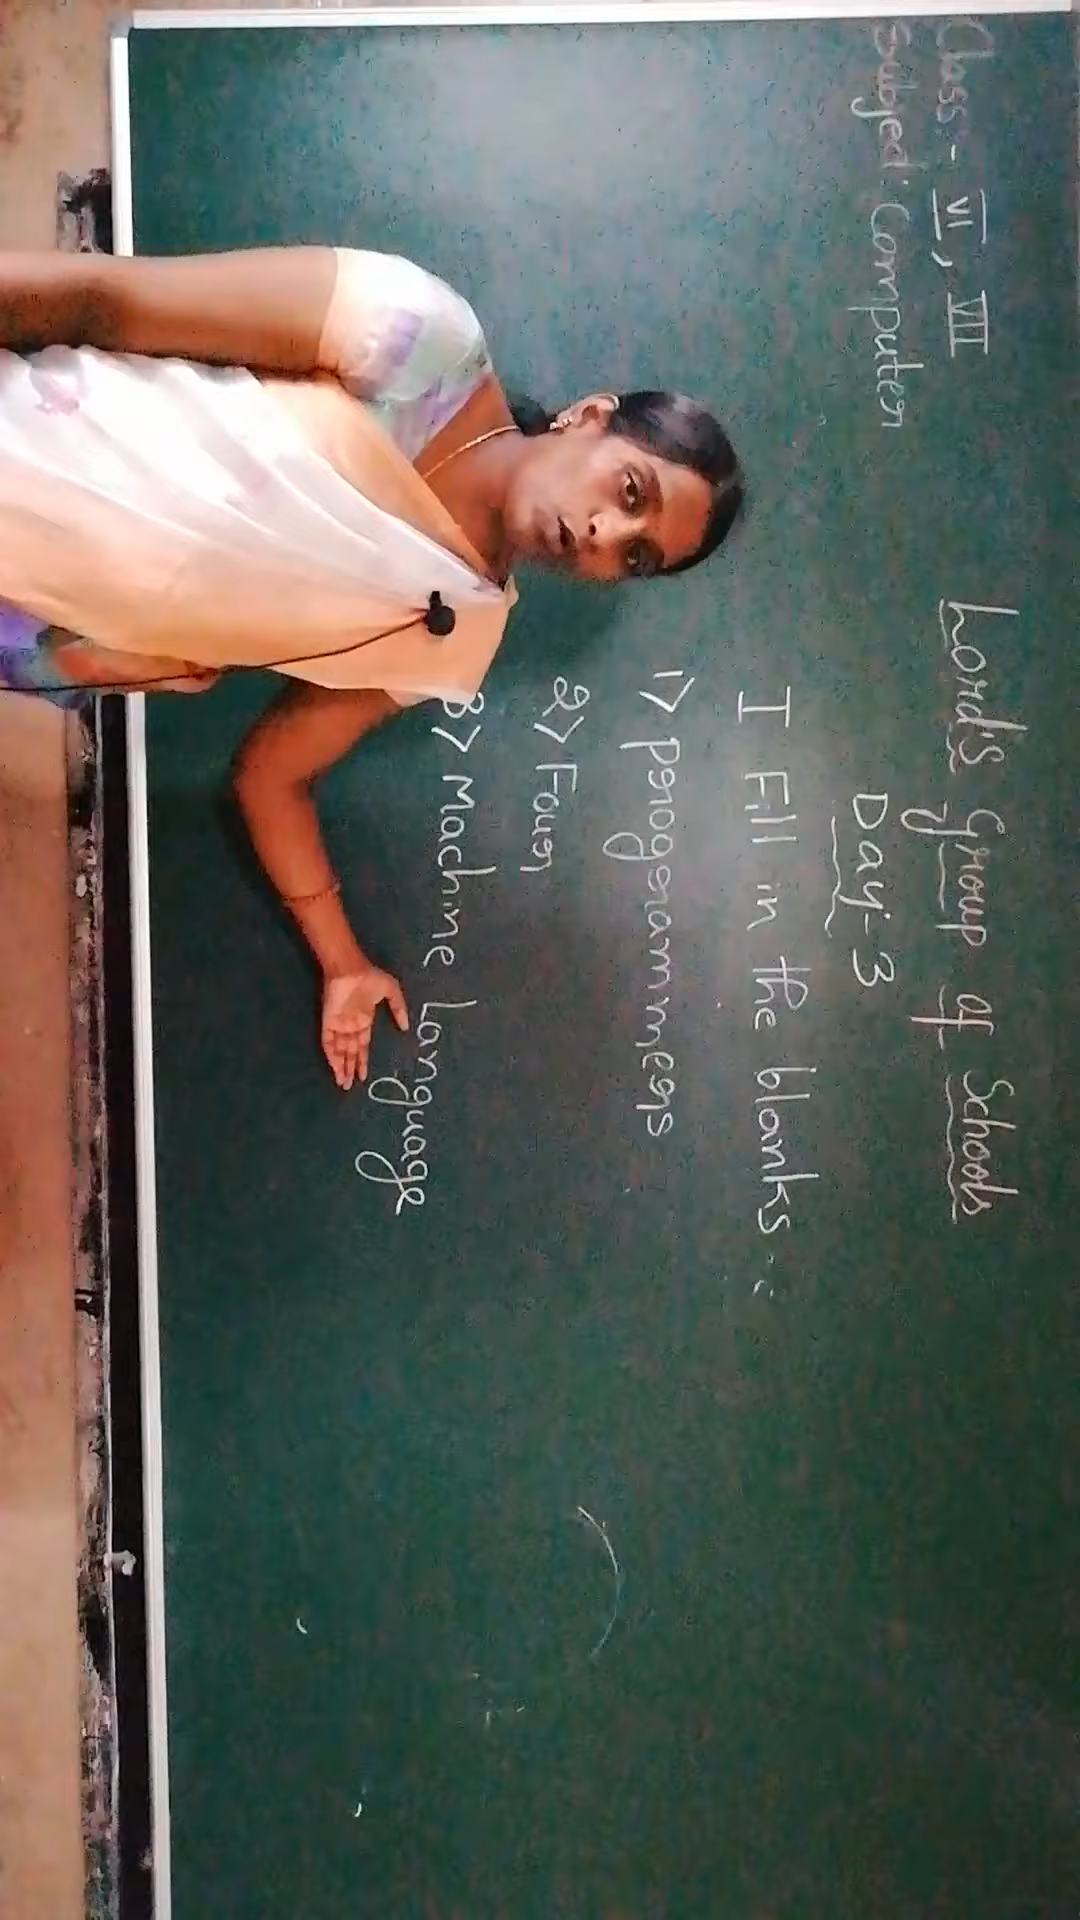 Class - VI, VII
Subject: Computer
Lord's Group of Schools
Day-3
I Fill in the blanks :
1> Programmers
2> Four
3> Machine Language